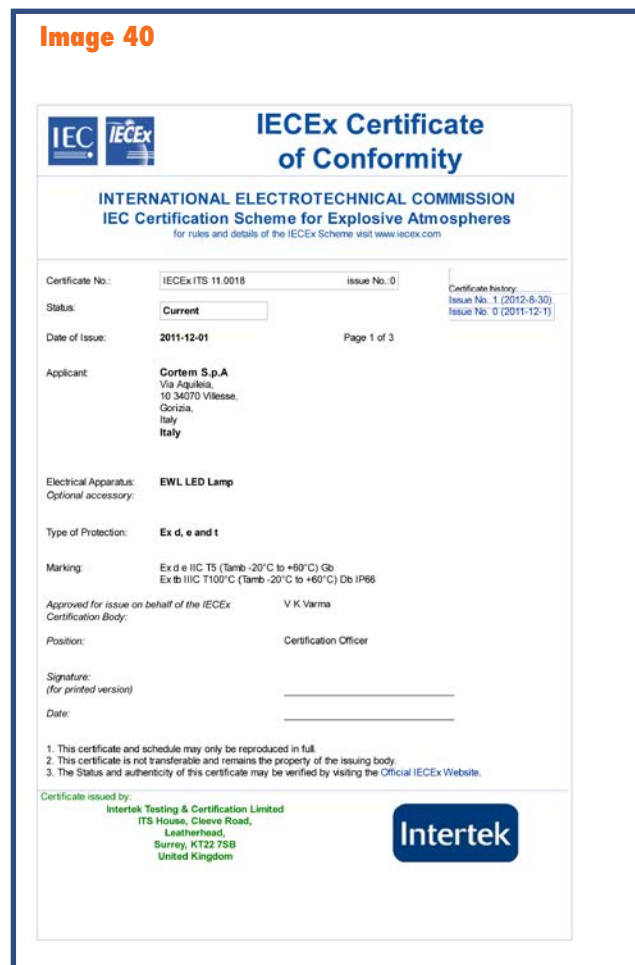 Image 40
IEC IECEx
IECEx Certificate
of Conformity
INTERNATIONAL ELECTROTECHNICAL COMMISSION
IEC Certification Scheme for Explosive Atmospheres
for rules and details of the IECEx Scheme visit www.iecex.com
Certificate No.: IECEx ITS 11.0018 issue No.:0
Certificate history:
Issue No. 1 (2012-8-30)
Issue No. 0 (2011-12-1)
Status: Current
Date of Issue: 2011-12-01 Page 1 of 3
Applicant: Cortem S.p.A
Via Aquileia,
10 34070 Villesse,
Gorizia,
Italy
Italy
Electrical Apparatus: EWL LED Lamp
Optional accessory:
Type of Protection: Ex d, e and t
Marking: Ex d e IIC T5 (Tamb -20°C to +60°C) Gb
Ex tb IIIC T100°C (Tamb -20°C to +60°C) Db IP66
Approved for issue on behalf of the IECEx V K Varma
Certification Body:
Position: Certification Officer
Signature:
(for printed version)
Date:
1. This certificate and schedule may only be reproduced in full.
2. This certificate is not transferable and remains the property of the issuing body.
3. The Status and authenticity of this certificate may be verified by visiting the Official IECEx Website.
Certificate issued by:
Intertek Testing & Certification Limited
ITS House, Cleeve Road,
Leatherhead,
Surrey, KT22 7SB
United Kingdom
Intertek